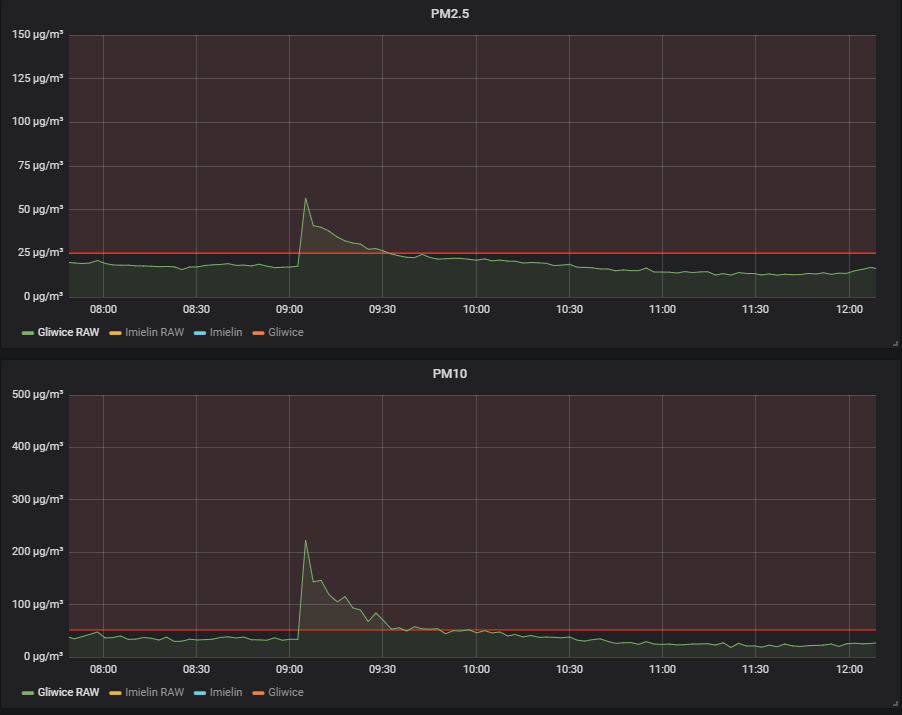 PM2.5
150 µg/m³
125 µg/m³
100 µg/m³
75 µg/m³
50 µg/m³
25 µg/m³
0 µg/m³
08:00 08:30 09:00 09:30 10:00 10:30 11:00 11:30 12:00
Gliwice RAW Imielin RAW Imielin Gliwice
PM10
500 µg/m³
400 µg/m³
300 µg/m³
200 µg/m³
100 µg/m³
0 µg/m³
08:00 08:30 09:00 09:30 10:00 10:30 11:00 11:30 12:00
Gliwice RAW Imielin RAW Imielin Gliwice